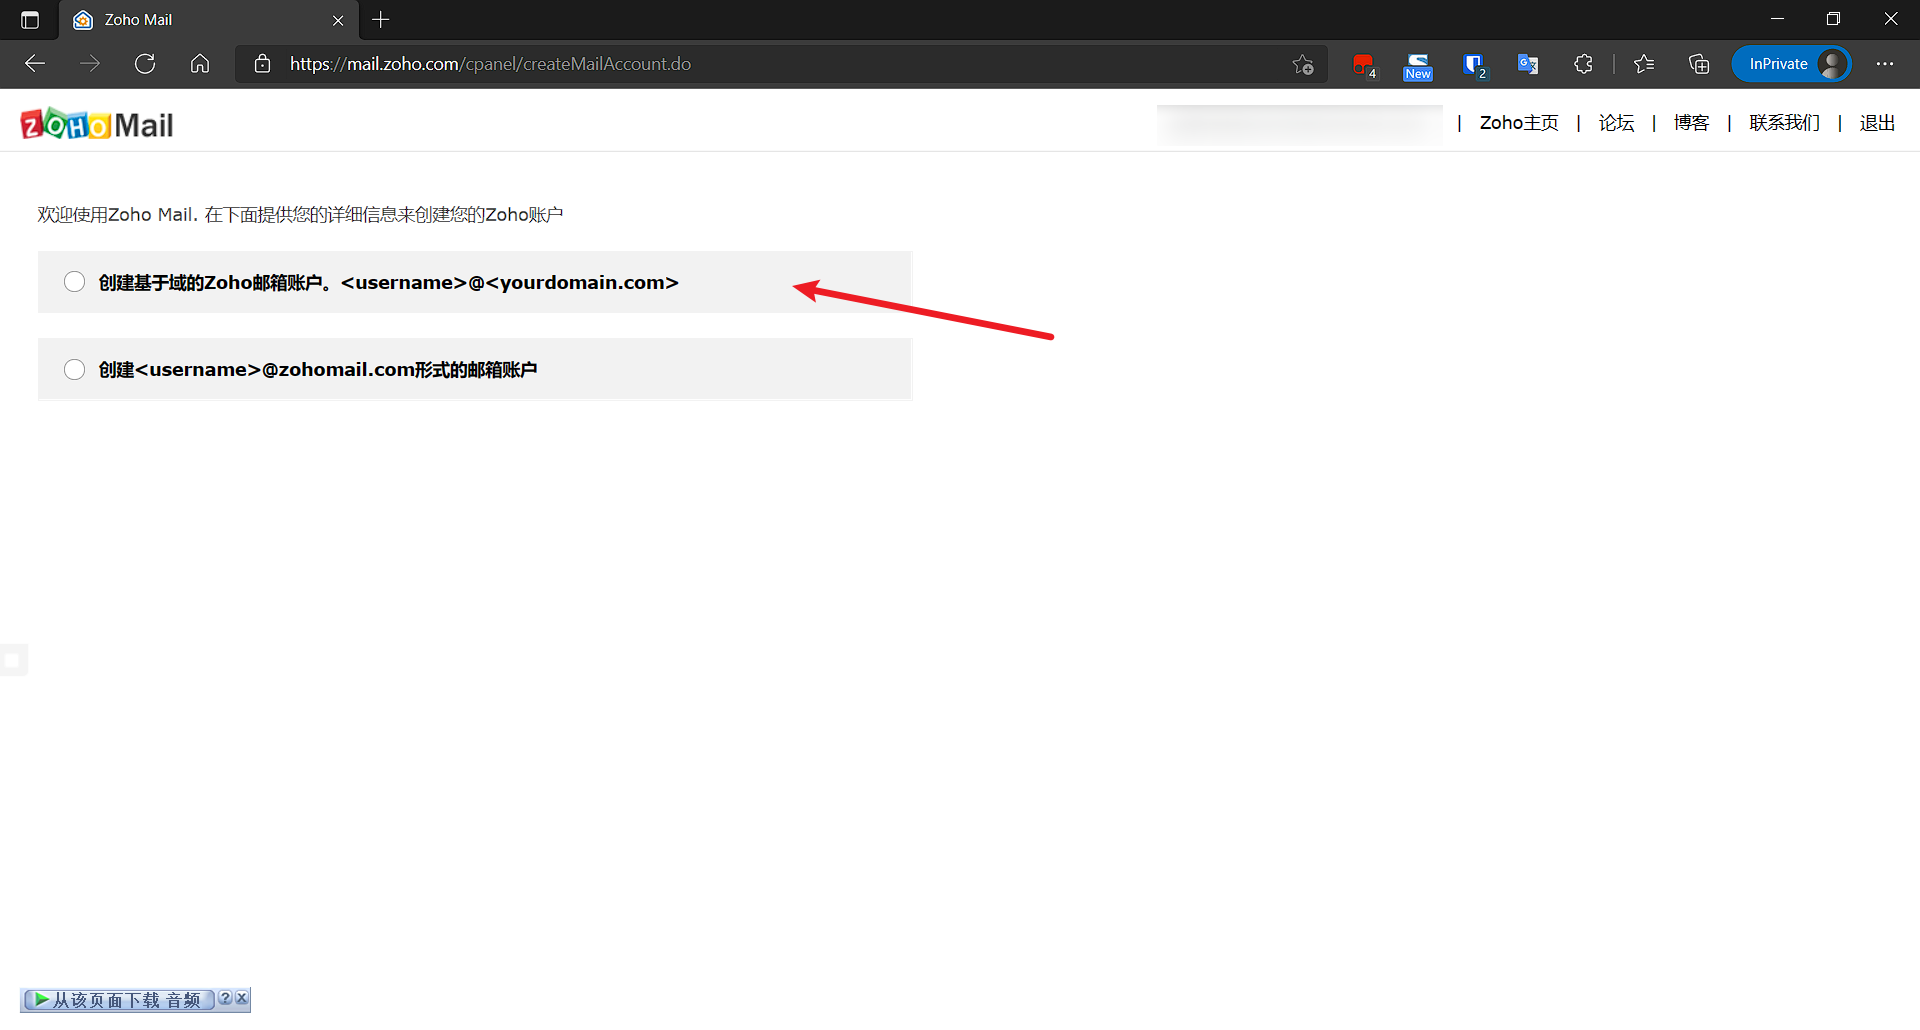 Zoho Mail
https://mail.zoho.com/cpanel/createMailAccount.do
4
New
2
InPrivate
ZOHO Mail
| Zoho主页 | 论坛 | 博客 | 联系我们 | 退出
欢迎使用Zoho Mail. 在下面提供您的详细信息来创建您的Zoho账户
创建基于域的Zoho邮箱账户。<username>@<yourdomain.com>
创建<username>@zohomail.com形式的邮箱账户
从该页面下载 音频